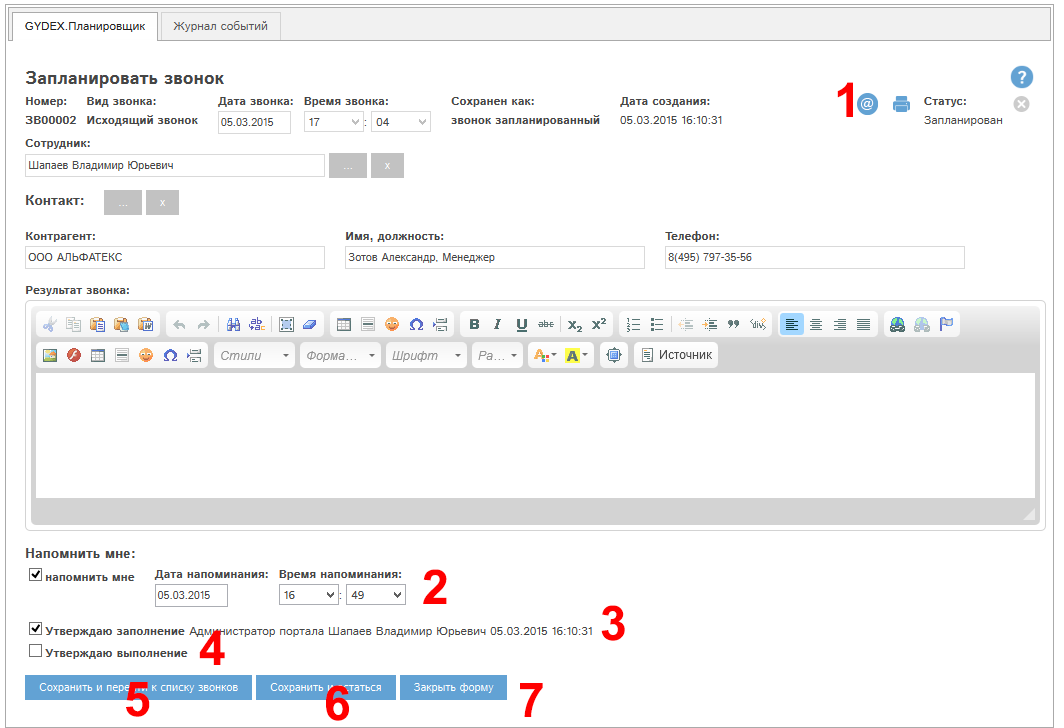 GYDEX.Планировщик Журнал событий
Запланировать звонок ?
Номер: Вид звонка: Дата звонка: Время звонка: Сохранен как: Дата создания: 1 @ Статус:
ЗВ00002 Исходящий звонок 05.03.2015 17 : 04 звонок запланированный 05.03.2015 16:10:31 Запланирован
Сотрудник:
Шапаев Владимир Юрьевич ... x
Контакт: ... x
Контрагент: Имя, должность: Телефон:
ООО АЛЬФАТЕКС Зотов Александр, Менеджер 8(495) 797-35-56
Результат звонка:
B I U abc x₂ x²
Стили Форма... Шрифт Ра... A A Источник
Напомнить мне:
напомнить мне Дата напоминания: Время напоминания:
05.03.2015 16 : 49 2
Утверждаю заполнение Администратор портала Шапаев Владимир Юрьевич 05.03.2015 16:10:31 3
Утверждаю выполнение 4
Сохранить и перейти к списку звонков Сохранить и остаться Закрыть форму
5 6 7